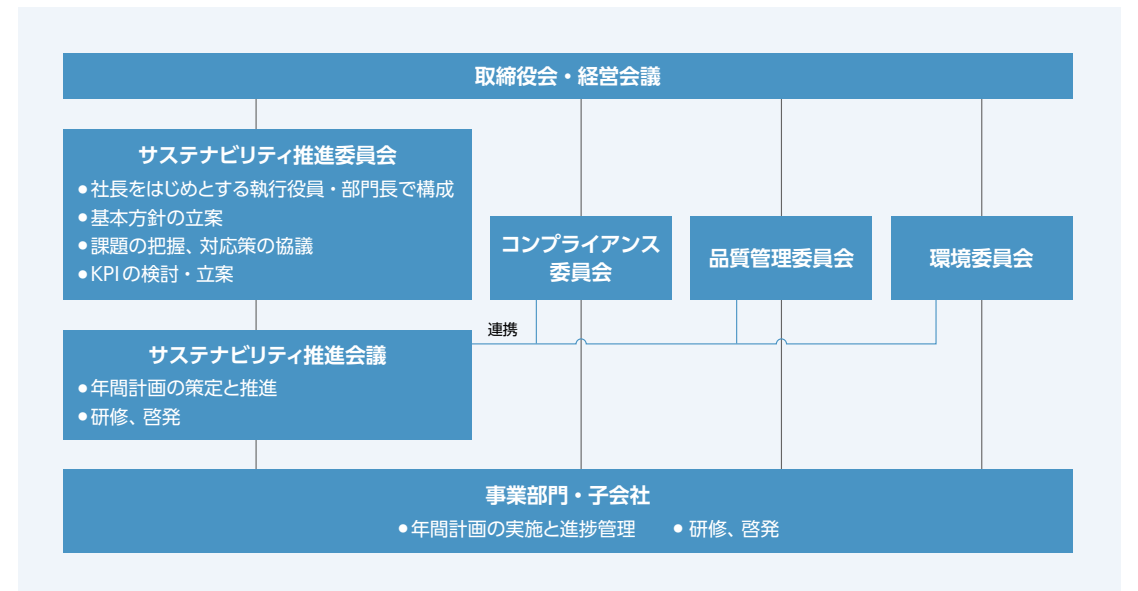 取締役会・経営会議
サステナビリティ推進委員会
●社長をはじめとする執行役員・部門長で構成
●基本方針の立案
●課題の把握、対応策の協議
●KPIの検討・立案
コンプライアンス
委員会
品質管理委員会
環境委員会
連携
サステナビリティ推進会議
●年間計画の策定と推進
●研修、啓発
事業部門・子会社
●年間計画の実施と進捗管理 ●研修、啓発